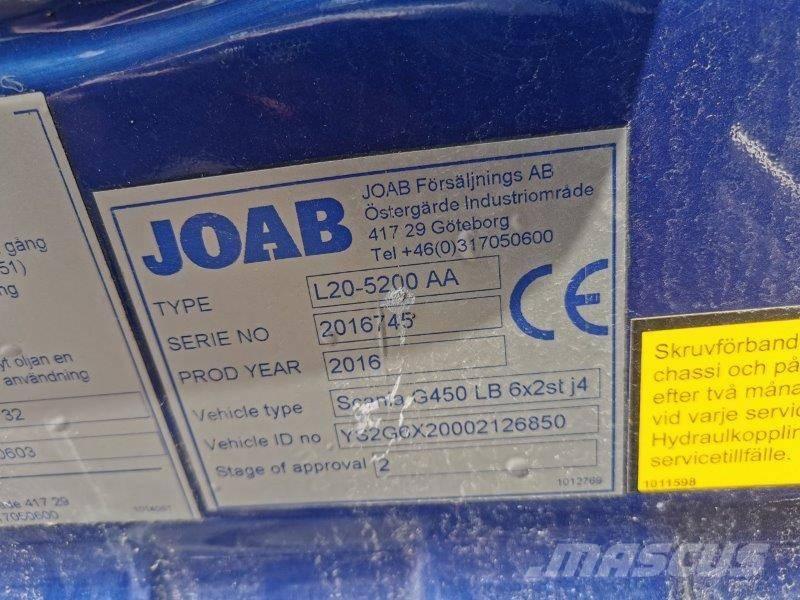 s
gång
51)
ng
yt oljan en
användning
32
0603
ade 417 29
17050600
1014061
JOAB
JOAB Försäljnings AB
Östergärde Industriområde
417 29 Göteborg
Tel +46(0)317050600
TYPE L20-5200 AA
SERIE NO 2016745
PROD YEAR 2016
CE
Vehicle type Scania G450 LB 6x2st j4
Vehicle ID no YS2G6X20002126850
Stage of approval 2
1012769
Skruvförband
chassi och på
efter två måna
vid varje servic
Hydraulkopplin
servicetillfälle.
1011598
MASCUS